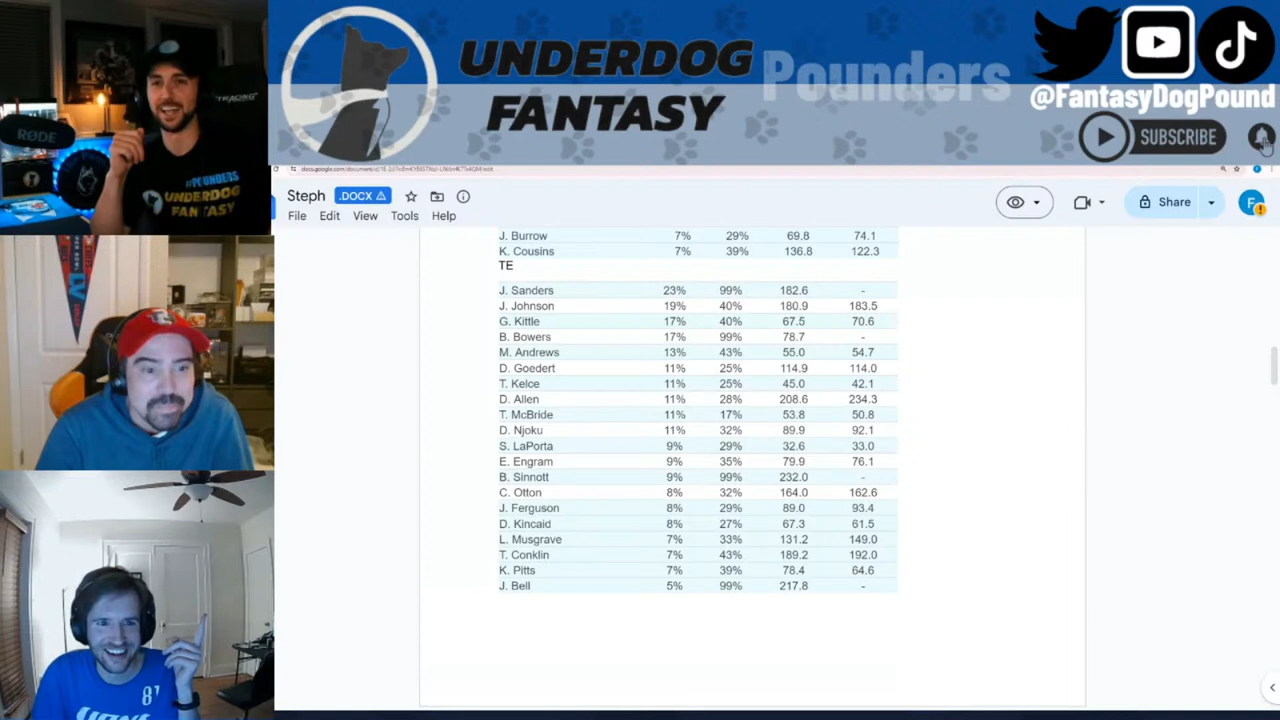 UNDERDOG
FANTASY
Pounders
@FantasyDogPound
SUBSCRIBE
RØDE
TRACING
#POUNDERS
UNDERDOG
FANTASY
Steph .DOCX
File Edit View Tools Help
Share
F
J. Burrow 7% 29% 69.8 74.1
K. Cousins 7% 39% 136.8 122.3
TE
J. Sanders 23% 99% 182.6 -
J. Johnson 19% 40% 180.9 183.5
G. Kittle 17% 40% 67.5 70.6
B. Bowers 17% 99% 78.7 -
M. Andrews 13% 43% 55.0 54.7
D. Goedert 11% 25% 114.9 114.0
T. Kelce 11% 25% 45.0 42.1
D. Allen 11% 28% 208.6 234.3
T. McBride 11% 17% 53.8 50.8
D. Njoku 11% 32% 89.9 92.1
S. LaPorta 9% 29% 32.6 33.0
E. Engram 9% 35% 79.9 76.1
B. Sinnott 9% 99% 232.0 -
C. Otton 8% 32% 164.0 162.6
J. Ferguson 8% 29% 89.0 93.4
D. Kincaid 8% 27% 67.3 61.5
L. Musgrave 7% 33% 131.2 149.0
T. Conklin 7% 43% 189.2 192.0
K. Pitts 7% 39% 78.4 64.6
J. Bell 5% 99% 217.8 -